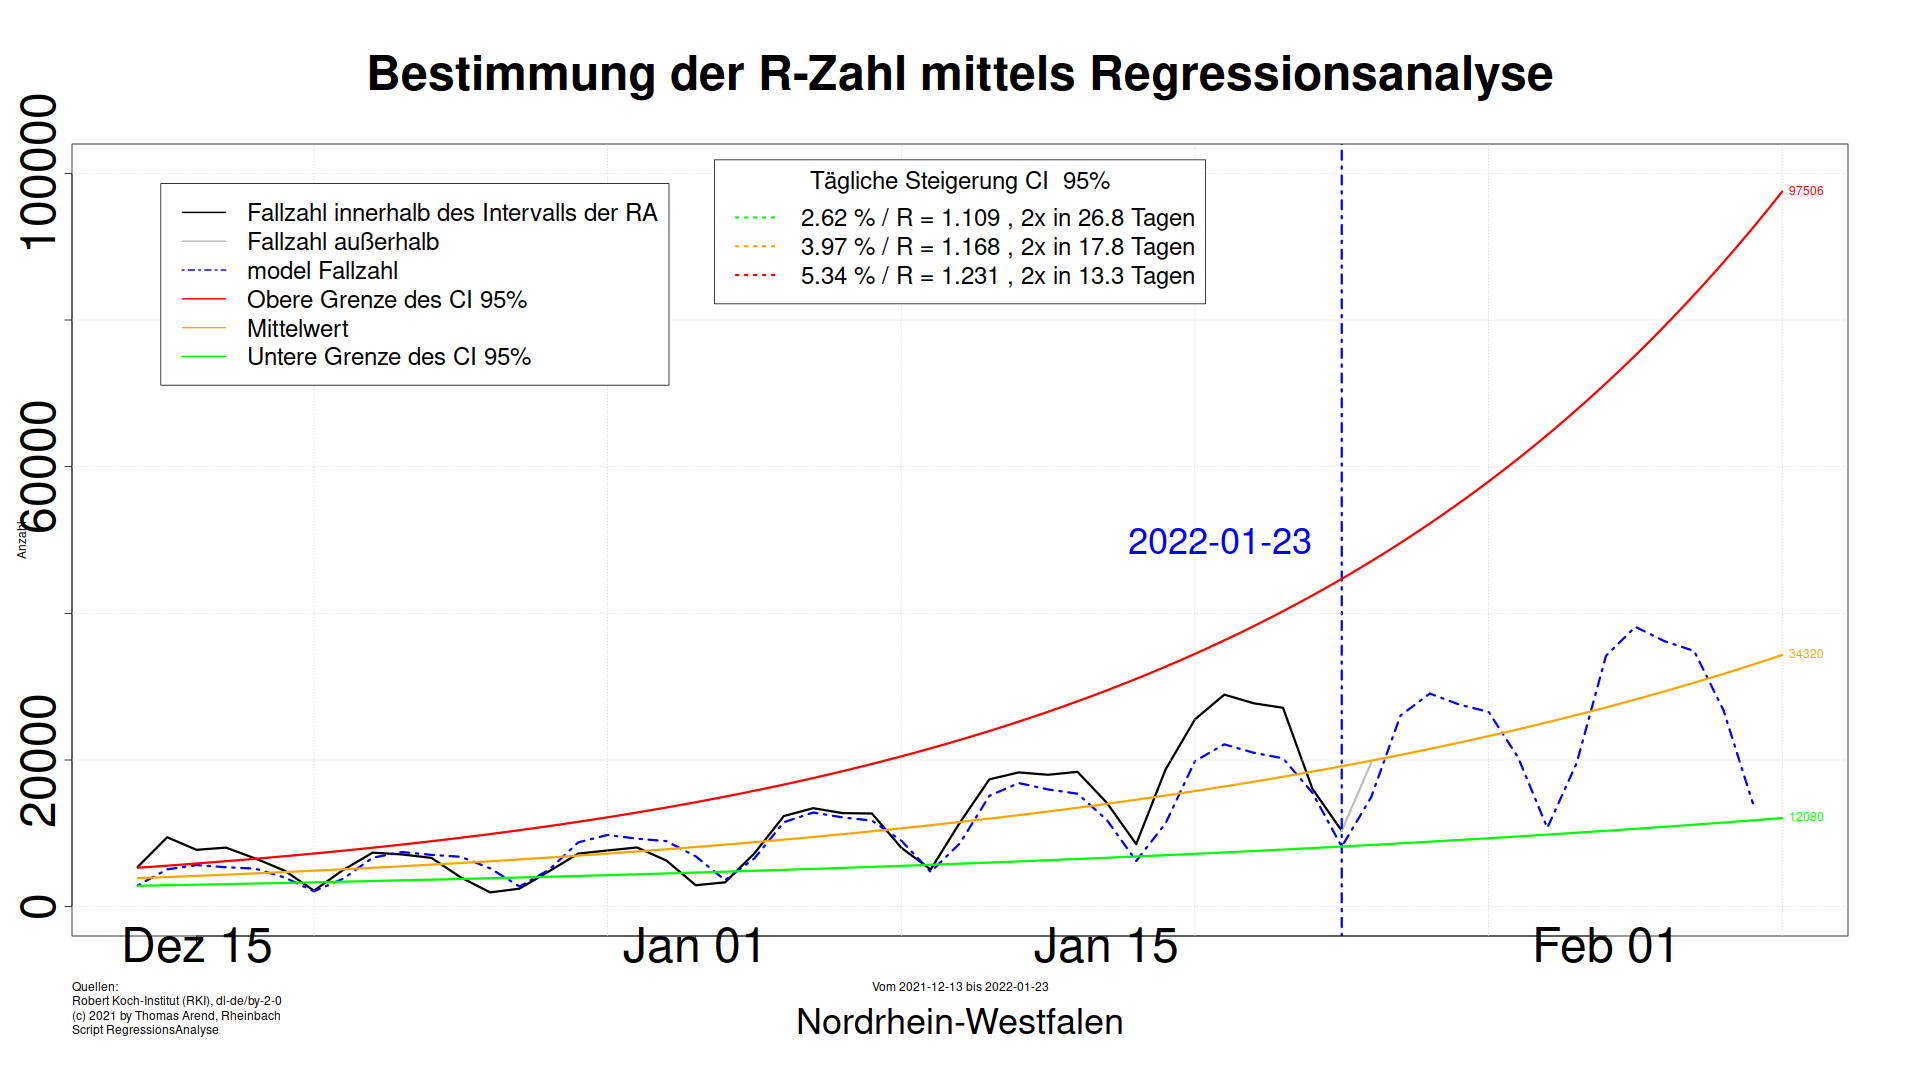 Bestimmung der R-Zahl mittels Regressionsanalyse
100000
60000
20000
0
Anzahl
Fallzahl innerhalb des Intervalls der RA
Fallzahl außerhalb
model Fallzahl
Obere Grenze des CI 95%
Mittelwert
Untere Grenze des CI 95%
Tägliche Steigerung CI  95%
2.62 % / R = 1.109 , 2x in 26.8 Tagen
3.97 % / R = 1.168 , 2x in 17.8 Tagen
5.34 % / R = 1.231 , 2x in 13.3 Tagen
97506
2022-01-23
34320
12080
Dez 15 Jan 01 Jan 15 Feb 01
Quellen:
Robert Koch-Institut (RKI), dl-de/by-2-0
(c) 2021 by Thomas Arend, Rheinbach
Script RegressionsAnalyse
Vom 2021-12-13 bis 2022-01-23
Nordrhein-Westfalen